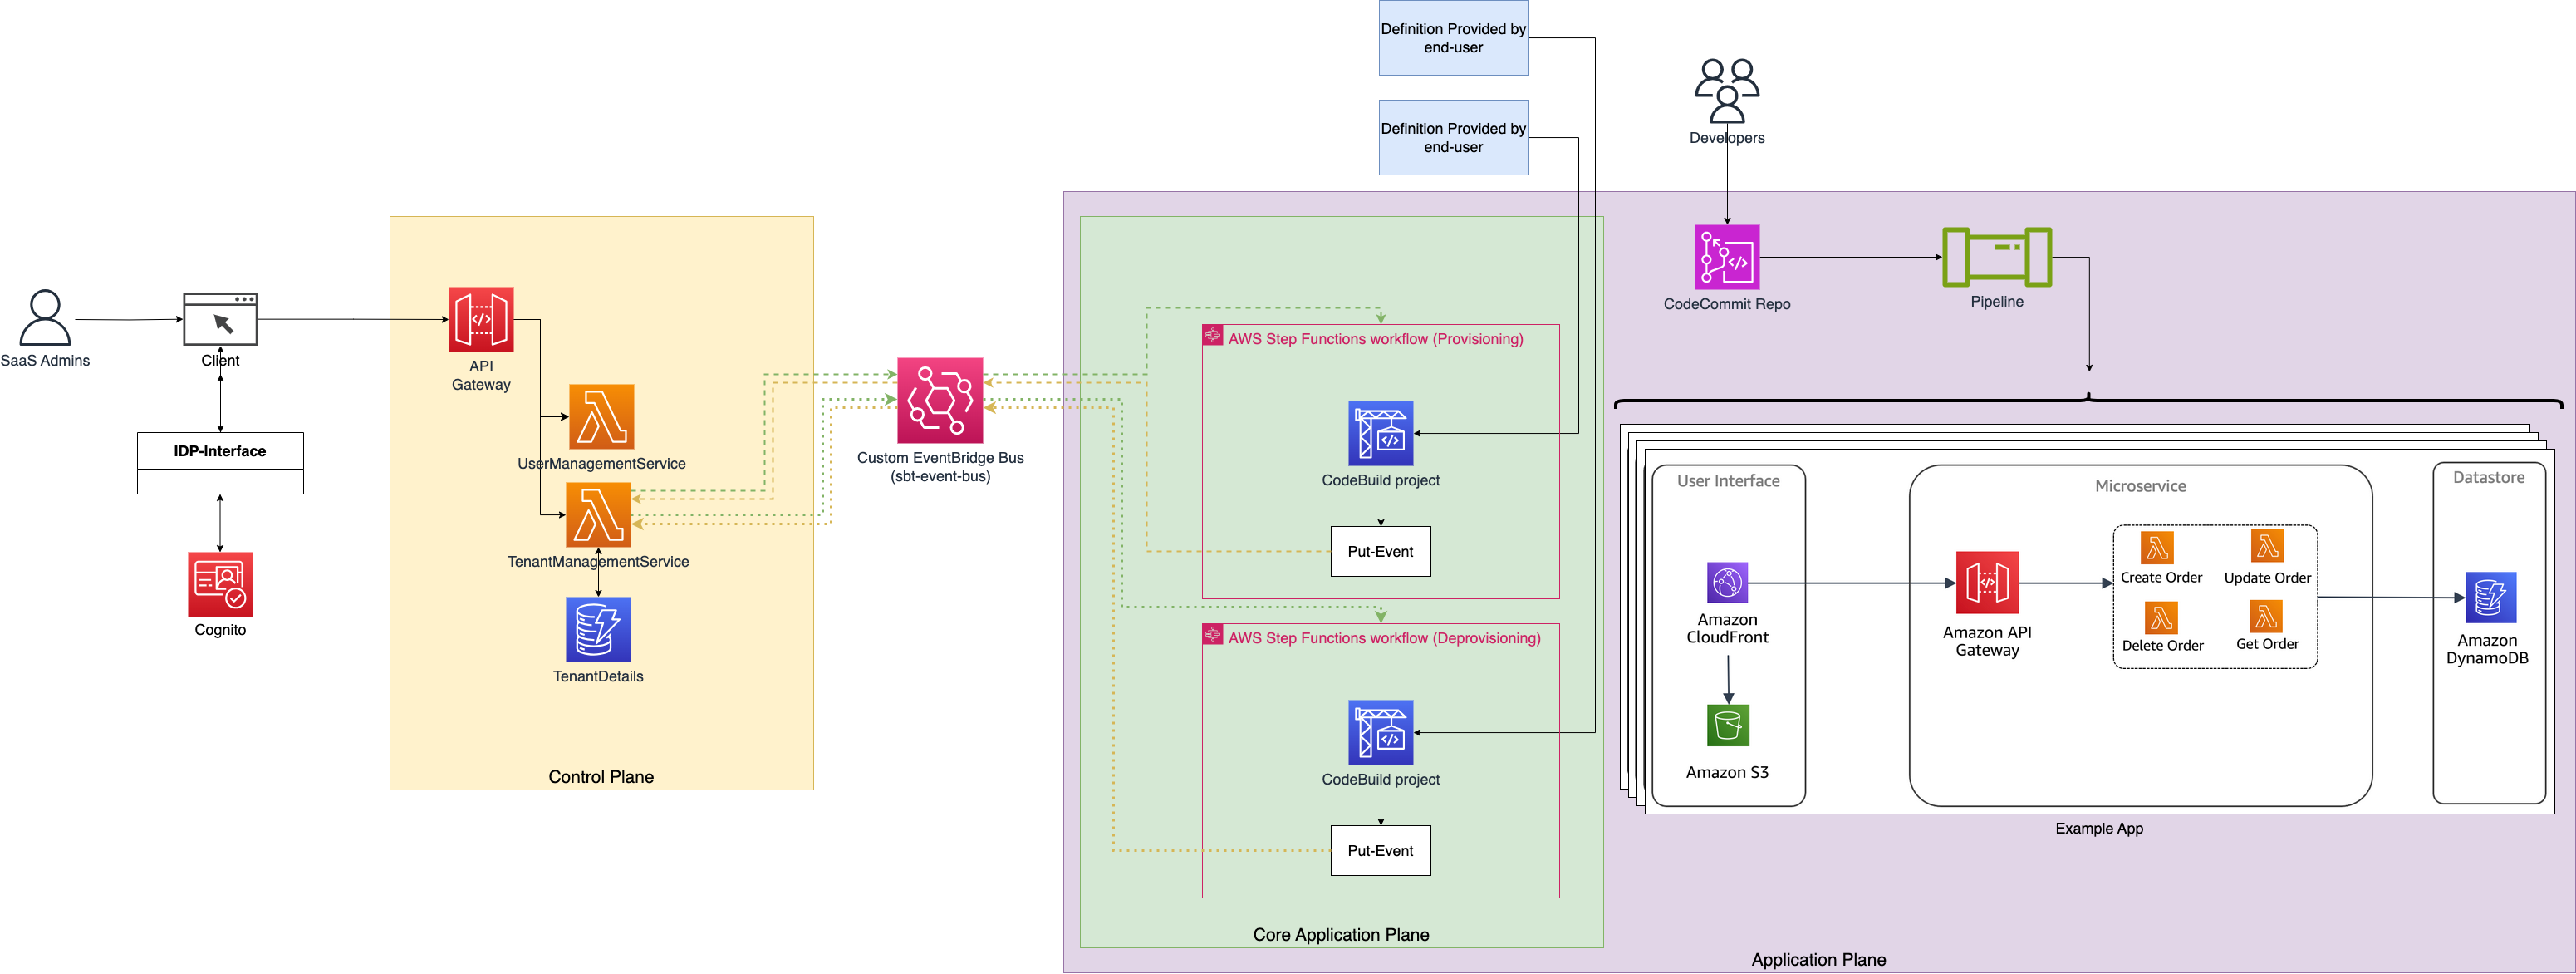 Definition Provided by
end-user
Definition Provided by
end-user
Developers
SaaS Admins
Client
IDP-Interface
Cognito
API
Gateway
UserManagementService
TenantManagementService
TenantDetails
Control Plane
Custom EventBridge Bus
(sbt-event-bus)
AWS Step Functions workflow (Provisioning)
CodeBuild project
Put-Event
AWS Step Functions workflow (Deprovisioning)
CodeBuild project
Put-Event
Core Application Plane
CodeCommit Repo
Pipeline
User Interface
Amazon
CloudFront
Amazon S3
Microservice
Amazon API
Gateway
Create Order
Update Order
Delete Order
Get Order
Datastore
Amazon
DynamoDB
Example App
Application Plane